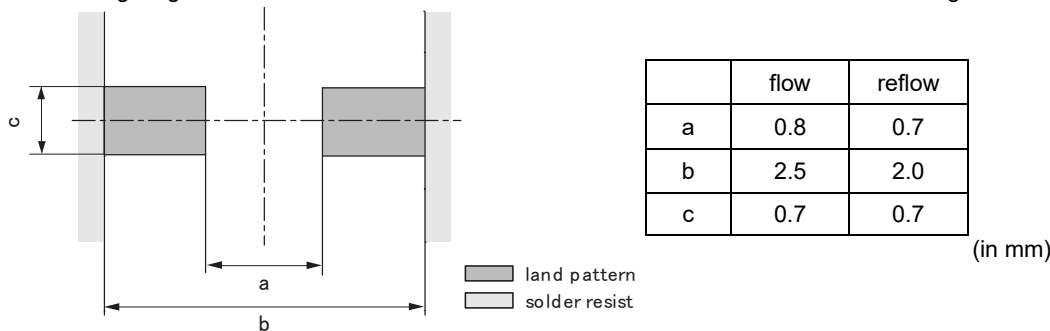 flow reflow
a 0.8 0.7
b 2.5 2.0
c 0.7 0.7
(in mm)
c
a
b
land pattern
solder resist